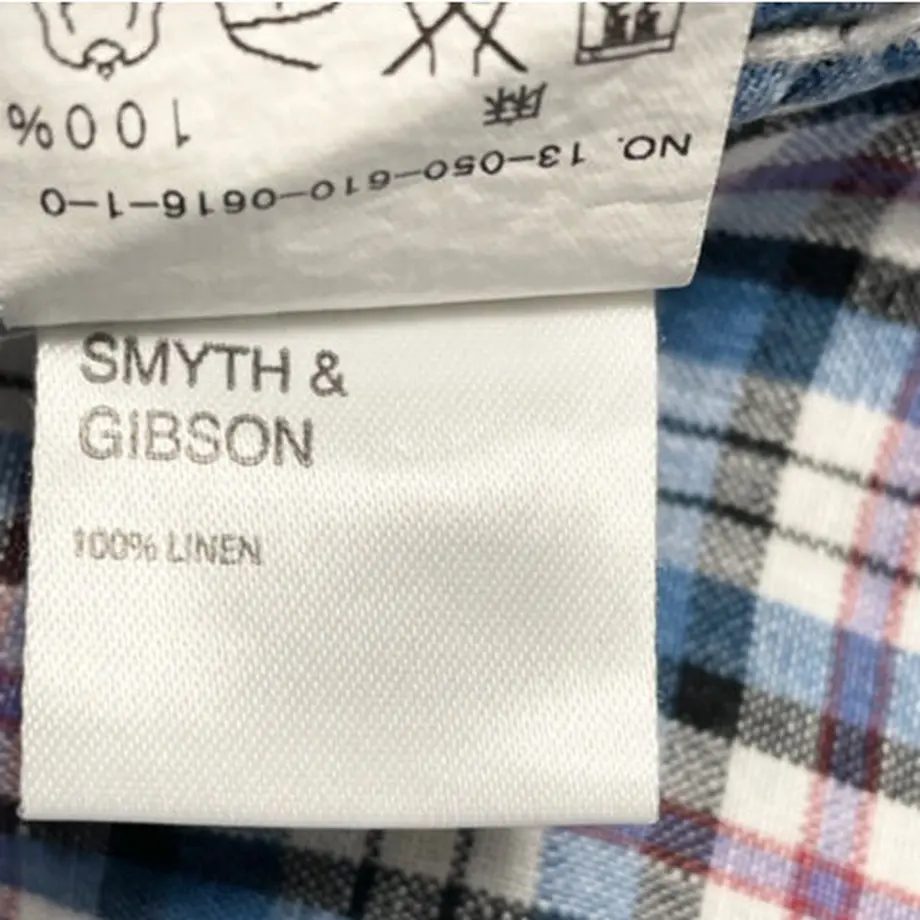 NO. 13-050-610-0616-1-0
麻 100%
SMYTH &
GIBSON
100% LINEN